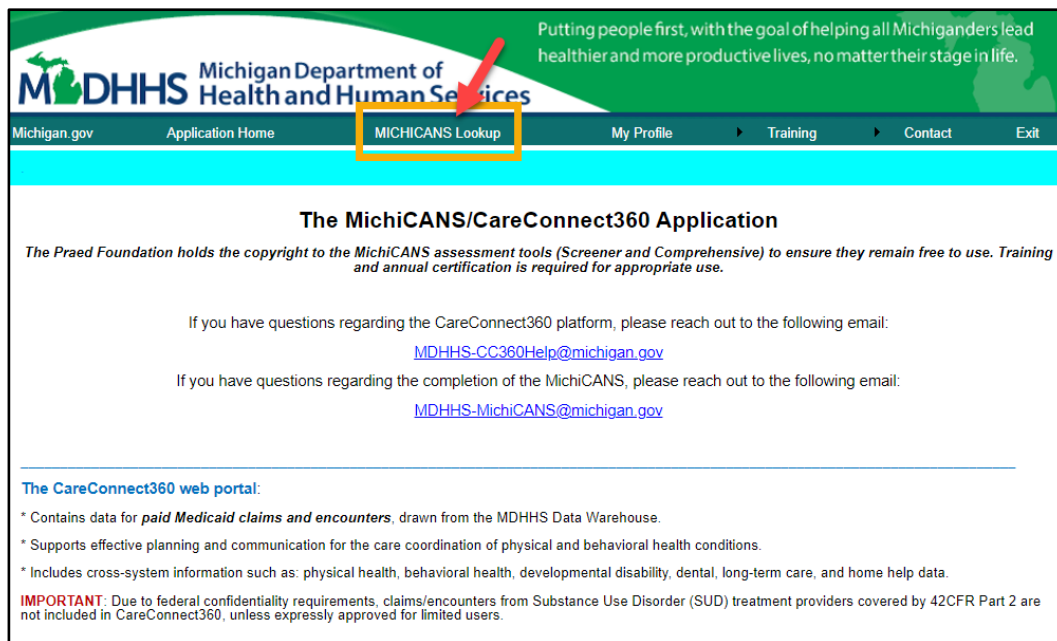 Putting people first, with the goal of helping all Michiganders lead
healthier and more productive lives, no matter their stage in life.
MDHHS Michigan Department of
Health and Human Services
Michigan.gov Application Home MICHICANS Lookup My Profile Training Contact Exit
The MichiCANS/CareConnect360 Application
The Praed Foundation holds the copyright to the MichiCANS assessment tools (Screener and Comprehensive) to ensure they remain free to use. Training
and annual certification is required for appropriate use.
If you have questions regarding the CareConnect360 platform, please reach out to the following email:
MDHHS-CC360Help@michigan.gov
If you have questions regarding the completion of the MichiCANS, please reach out to the following email:
MDHHS-MichiCANS@michigan.gov
The CareConnect360 web portal:
* Contains data for paid Medicaid claims and encounters, drawn from the MDHHS Data Warehouse.
* Supports effective planning and communication for the care coordination of physical and behavioral health conditions.
* Includes cross-system information such as: physical health, behavioral health, developmental disability, dental, long-term care, and home help data.
IMPORTANT: Due to federal confidentiality requirements, claims/encounters from Substance Use Disorder (SUD) treatment providers covered by 42CFR Part 2 are
not included in CareConnect360, unless expressly approved for limited users.